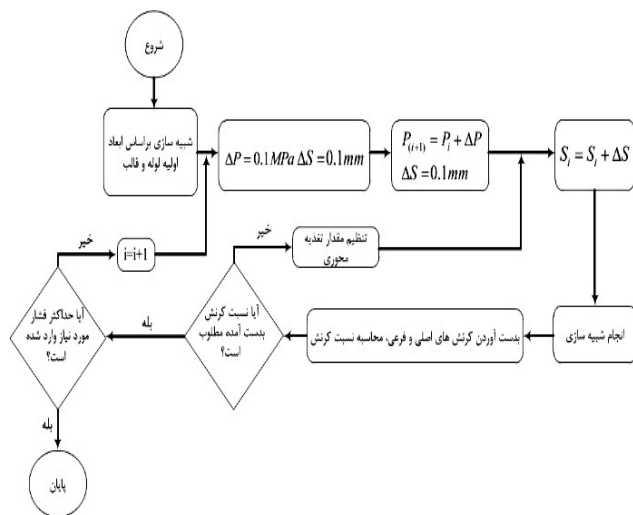 شروع
شبیه سازی براساس ابعاد
اولیه لوله و قالب
ΔP = 0.1MPa ΔS = 0.1mm
P(i+1) = Pi + ΔP
ΔS = 0.1mm
Si = Si + ΔS
انجام شبیه سازی
بدست آوردن کرنش های اصلی و فرعی، محاسبه نسبت کرنش
آیا نسبت کرنش
بدست آمده مطلوب
است؟
خیر
تنظیم مقدار تغذیه
محوری
بله
آیا حداکثر فشار
مورد نیاز وارد شده
است؟
خیر
i=i+1
بله
پایان